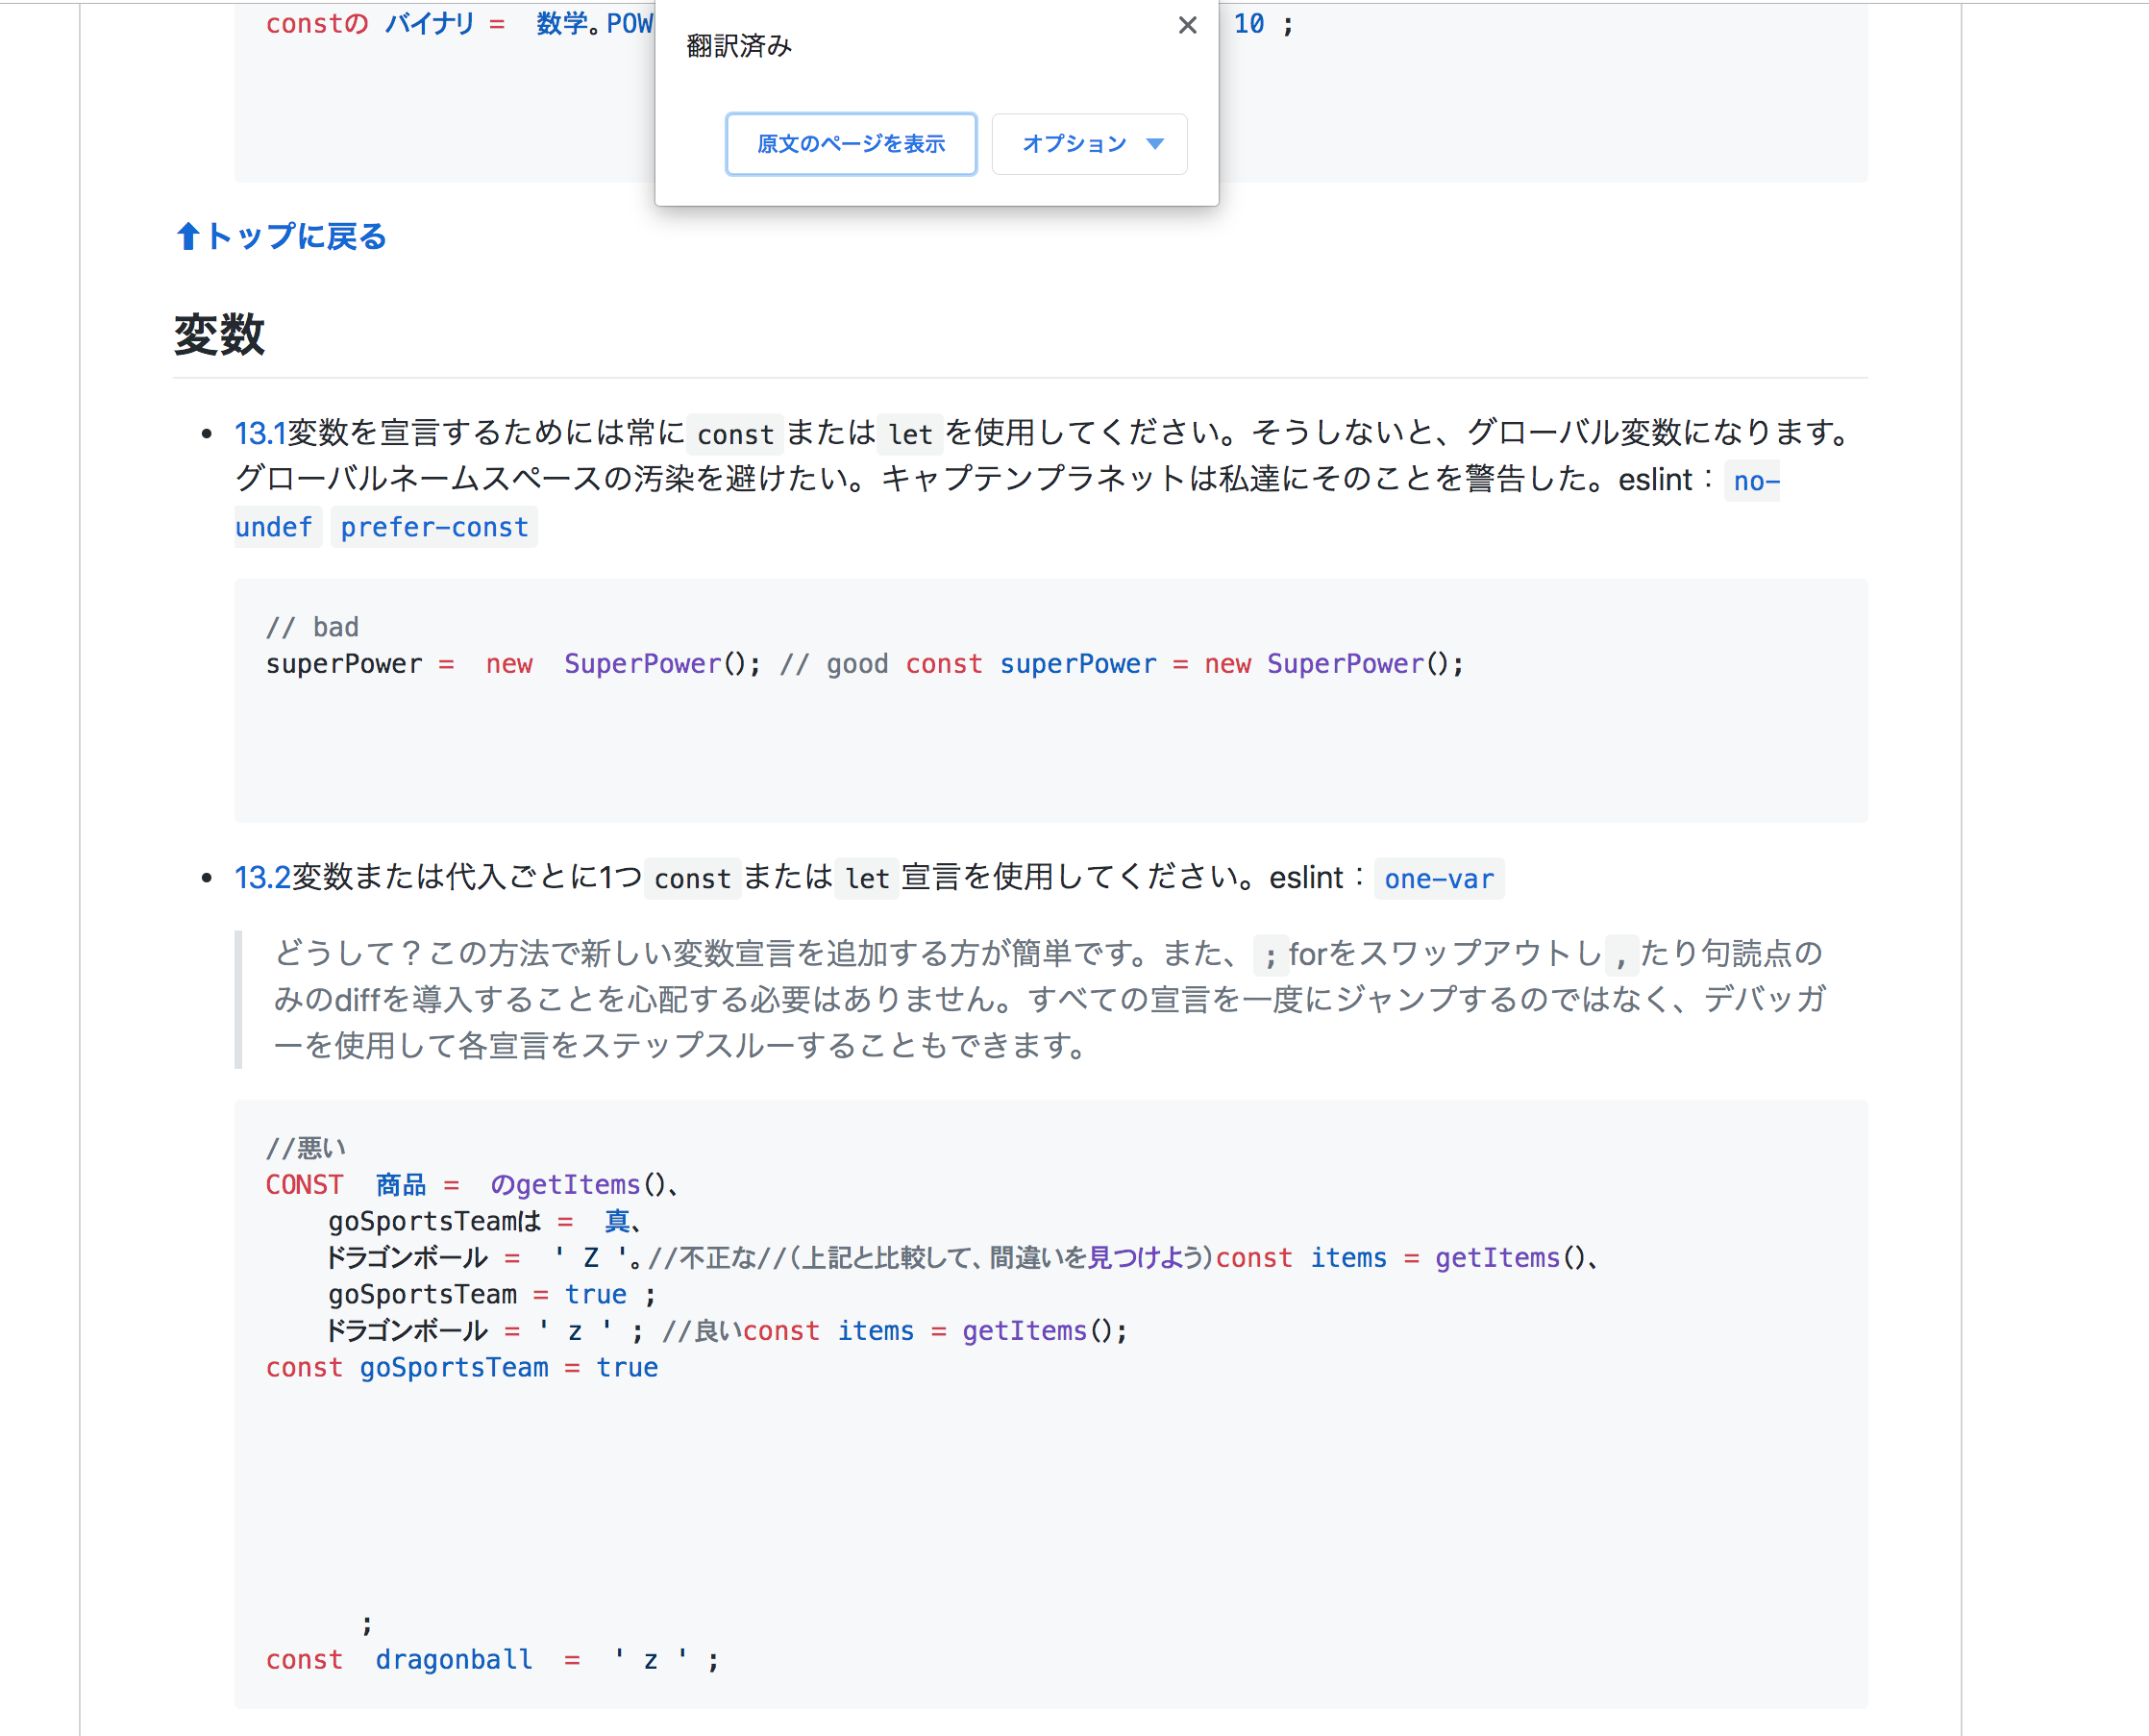 constの バイナリ = 数学。POW 10 ;
翻訳済み
×
原文のページを表示 オプション ▼
⬆トップに戻る
変数
• 13.1変数を宣言するためには常にconstまたはletを使用してください。そうしないと、グローバル変数になります。
グローバルネームスペースの汚染を避けたい。キャプテンプラネットは私達にそのことを警告した。eslint：no-
undef prefer-const
// bad
superPower = new SuperPower(); // good const superPower = new SuperPower();
• 13.2変数または代入ごとに1つconstまたはlet宣言を使用してください。eslint：one-var
どうして？この方法で新しい変数宣言を追加する方が簡単です。また、;forをスワップアウトし,たり句読点の
みのdiffを導入することを心配する必要はありません。すべての宣言を一度にジャンプするのではなく、デバッガ
ーを使用して各宣言をステップスルーすることもできます。
//悪い
CONST 商品 = のgetItems()、
goSportsTeamは = 真、
ドラゴンボール = ' Z '。//不正な//（上記と比較して、間違いを見つけよう）const items = getItems()、
goSportsTeam = true ;
ドラゴンボール = ' z ' ; //良いconst items = getItems();
const goSportsTeam = true
;
const dragonball = ' z ' ;